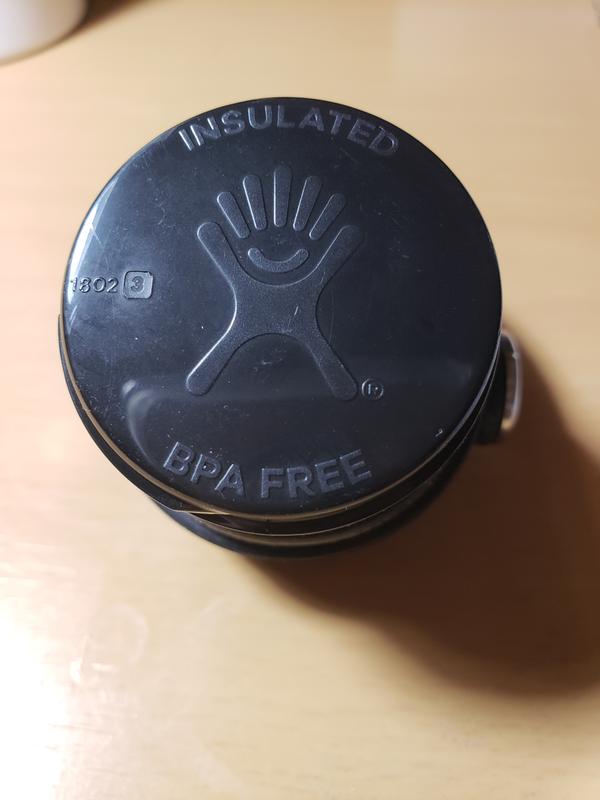 INSULATED
1802 3
®
BPA FREE